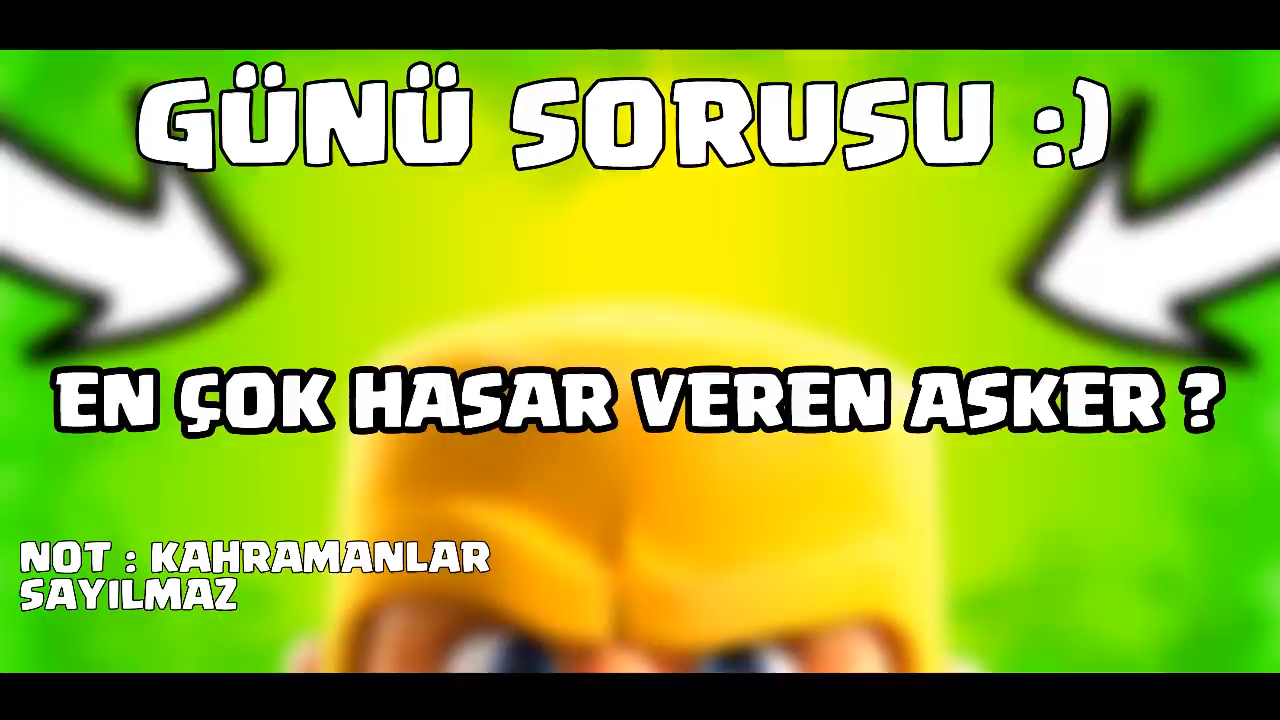 GÜNÜ SORUSU :)
EN ÇOK HASAR VEREN ASKER ?
NOT : KAHRAMANLAR
SAYILMAZ